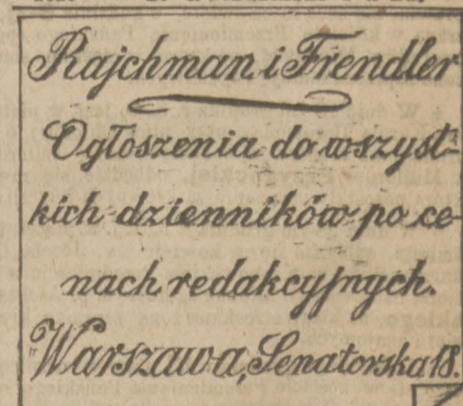 Rajchman i Frendler
Ogłoszenia do wszyst-
kich dzienników po ce-
nach redakcyjnych.
Warszawa, Senatorska 18.